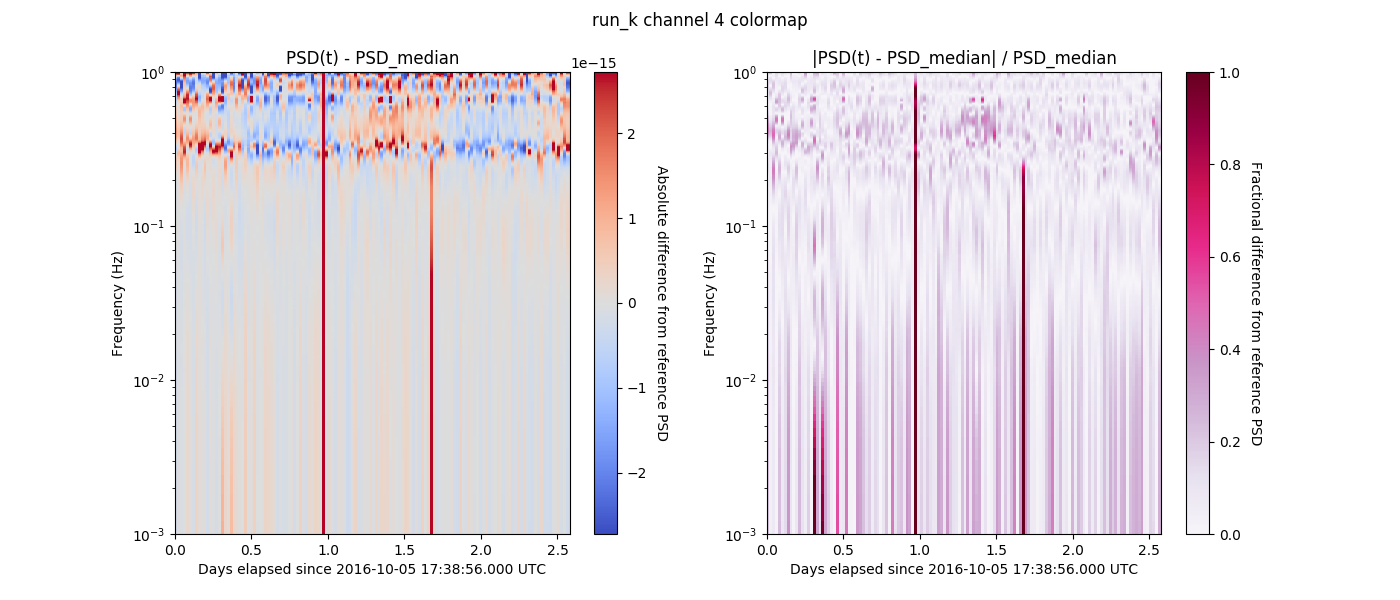 run_k channel 4 colormap
PSD(t) - PSD_median
1e−15
10⁰
10⁻¹
10⁻²
10⁻³
Frequency (Hz)
0.0 0.5 1.0 1.5 2.0 2.5
Days elapsed since 2016-10-05 17:38:56.000 UTC
2
1
0
−1
−2
Absolute difference from reference PSD
|PSD(t) - PSD_median| / PSD_median
10⁰
10⁻¹
10⁻²
10⁻³
Frequency (Hz)
0.0 0.5 1.0 1.5 2.0 2.5
Days elapsed since 2016-10-05 17:38:56.000 UTC
1.0
0.8
0.6
0.4
0.2
0.0
Fractional difference from reference PSD